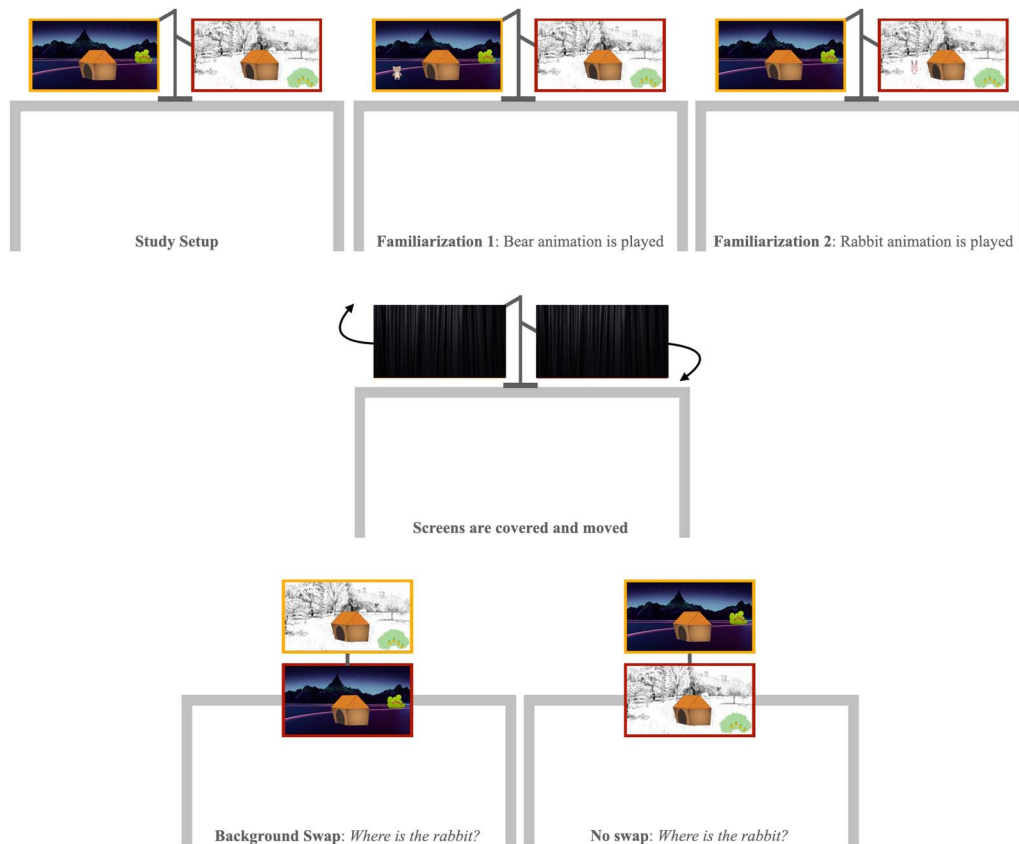 Study Setup
Familiarization 1: Bear animation is played
Familiarization 2: Rabbit animation is played
Screens are covered and moved
Background Swap: Where is the rabbit?
No swap: Where is the rabbit?